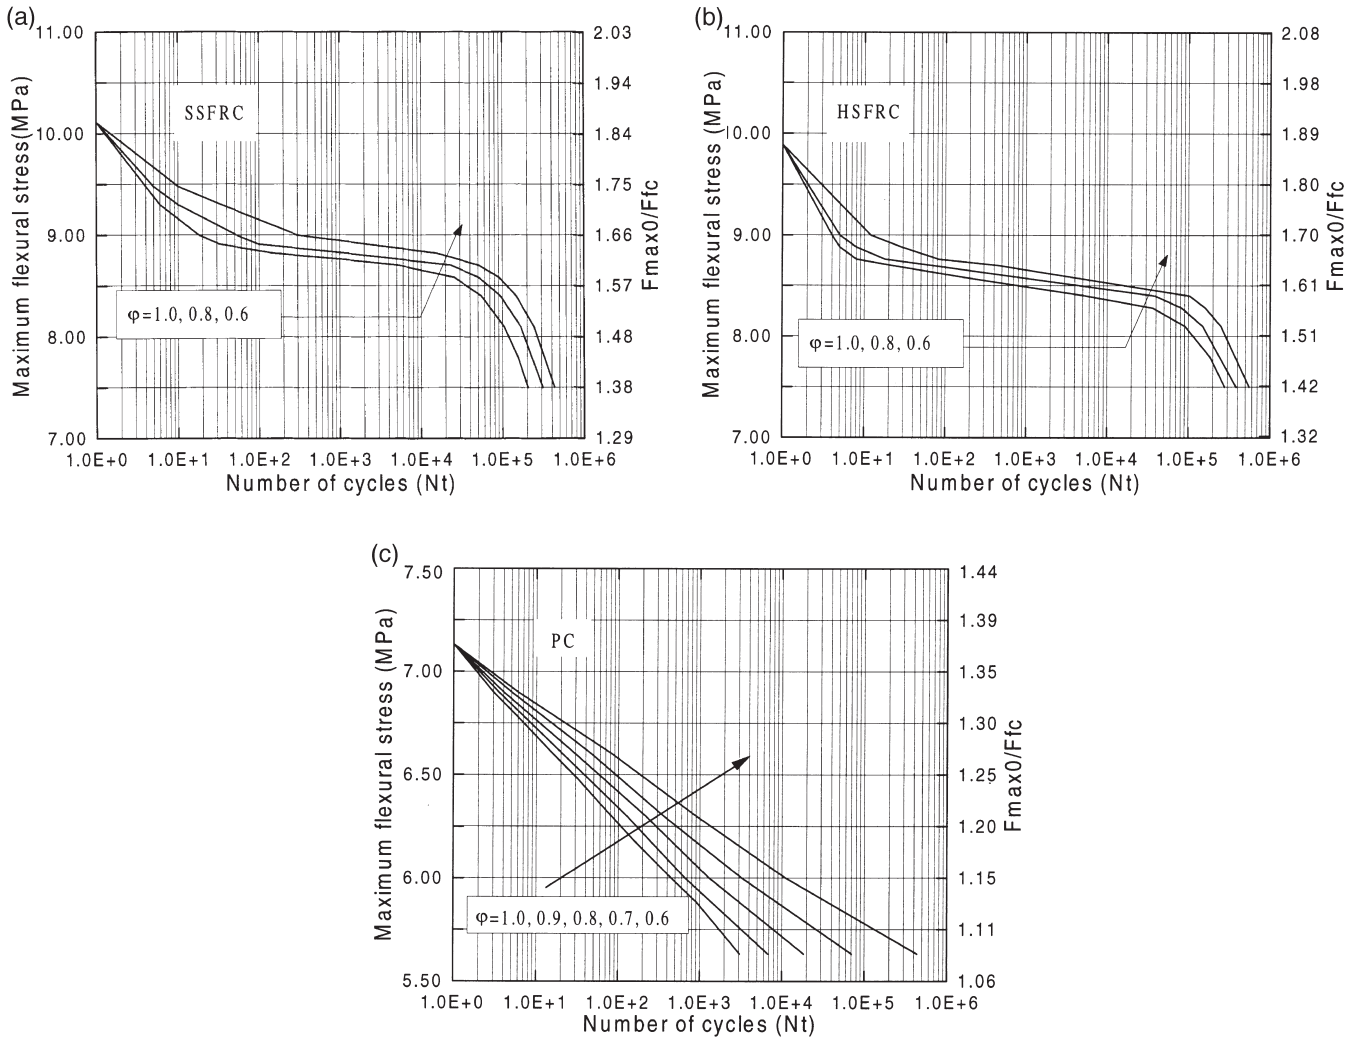 (a)
11.00
10.00
9.00
8.00
7.00
Maximum flexural stress(MPa)
SSFRC
φ=1.0, 0.8, 0.6
2.03
1.94
1.84
1.75
1.66
1.57
1.48
1.38
1.29
Fmax0/Ffc
1.0E+0 1.0E+1 1.0E+2 1.0E+3 1.0E+4 1.0E+5 1.0E+6
Number of cycles (Nt)
(b)
11.00
10.00
9.00
8.00
7.00
Maximum flexural stress (MPa)
HSFRC
φ=1.0, 0.8, 0.6
2.08
1.98
1.89
1.80
1.70
1.61
1.51
1.42
1.32
Fmax0/Ffc
1.0E+0 1.0E+1 1.0E+2 1.0E+3 1.0E+4 1.0E+5 1.0E+6
Number of cycles (Nt)
(c)
7.50
7.00
6.50
6.00
5.50
Maximum flexural stress (MPa)
PC
φ=1.0, 0.9, 0.8, 0.7, 0.6
1.44
1.39
1.35
1.30
1.25
1.20
1.15
1.11
1.06
Fmax0/Ffc
1.0E+0 1.0E+1 1.0E+2 1.0E+3 1.0E+4 1.0E+5 1.0E+6
Number of cycles (Nt)